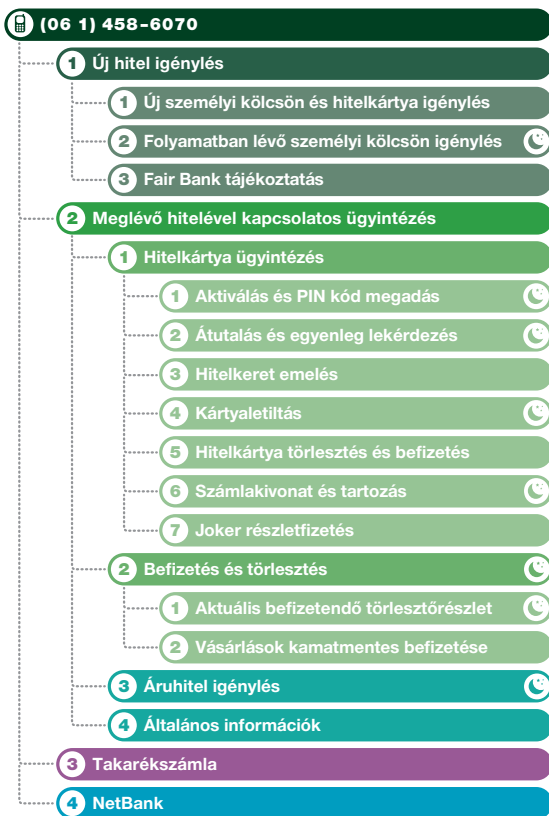 (06 1) 458-6070
1 Új hitel igénylés
1 Új személyi kölcsön és hitelkártya igénylés
2 Folyamatban lévő személyi kölcsön igénylés
3 Fair Bank tájékoztatás
2 Meglévő hitelével kapcsolatos ügyintézés
1 Hitelkártya ügyintézés
1 Aktiválás és PIN kód megadás
2 Átutalás és egyenleg lekérdezés
3 Hitelkeret emelés
4 Kártyaletiltás
5 Hitelkártya törlesztés és befizetés
6 Számlakivonat és tartozás
7 Joker részletfizetés
2 Befizetés és törlesztés
1 Aktuális befizetendő törlesztőrészlet
2 Vásárlások kamatmentes befizetése
3 Áruhitel igénylés
4 Általános információk
3 Takarékszámla
4 NetBank